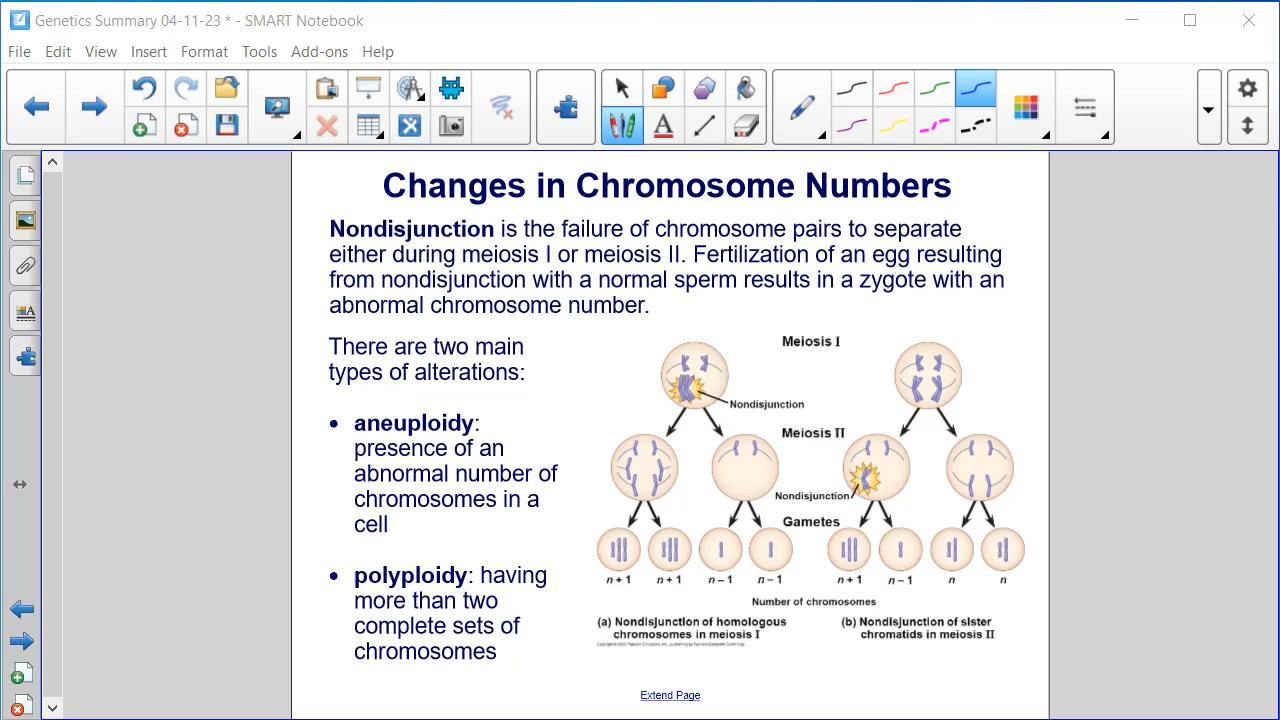 Genetics Summary 04-11-23 * - SMART Notebook
File Edit View Insert Format Tools Add-ons Help
Changes in Chromosome Numbers
Nondisjunction is the failure of chromosome pairs to separate
either during meiosis I or meiosis II. Fertilization of an egg resulting
from nondisjunction with a normal sperm results in a zygote with an
abnormal chromosome number.
There are two main
types of alterations:
• aneuploidy:
presence of an
abnormal number of
chromosomes in a
cell
• polyploidy: having
more than two
complete sets of
chromosomes
Meiosis I
Nondisjunction
Meiosis II
Nondisjunction
Gametes
n + 1 n + 1 n – 1 n – 1 n + 1 n – 1 n n
Number of chromosomes
(a) Nondisjunction of homologous
chromosomes in meiosis I
(b) Nondisjunction of sister
chromatids in meiosis II
Extend Page